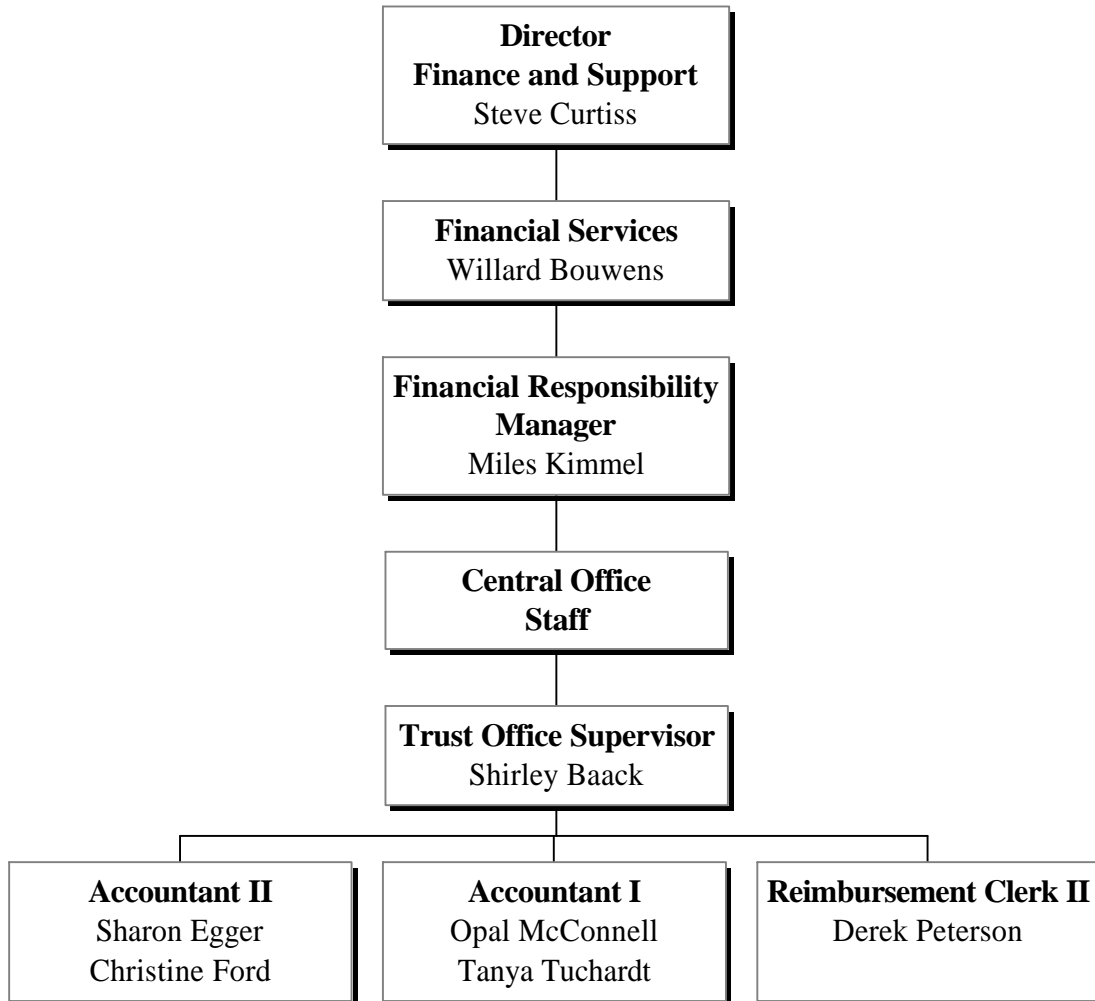 Director
Finance and Support
Steve Curtiss
Financial Services
Willard Bouwens
Financial Responsibility
Manager
Miles Kimmel
Central Office
Staff
Trust Office Supervisor
Shirley Baack
Accountant II
Sharon Egger
Christine Ford
Accountant I
Opal McConnell
Tanya Tuchardt
Reimbursement Clerk II
Derek Peterson